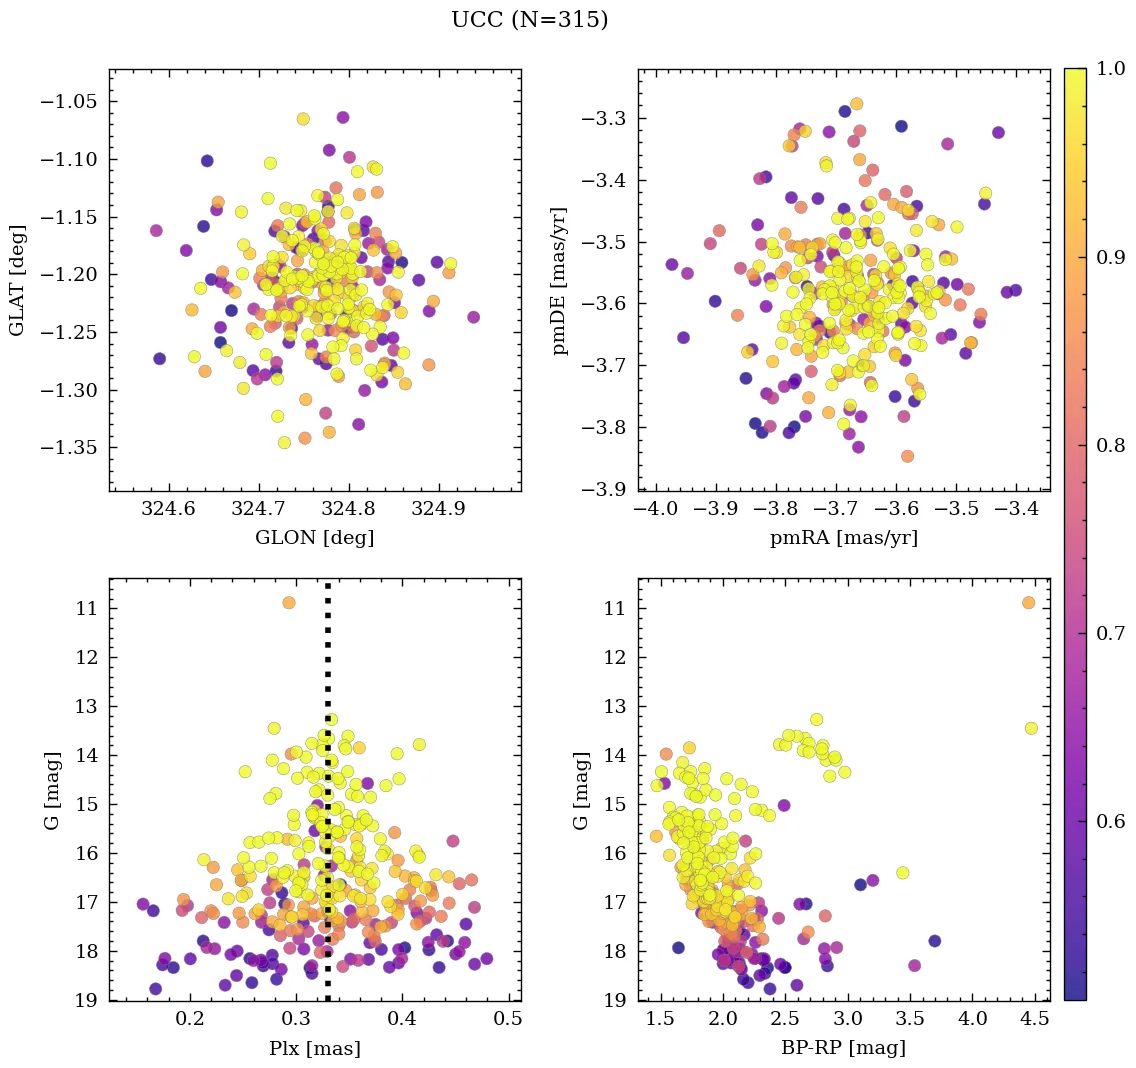 UCC (N=315)
−1.05
−1.10
−1.15
−1.20
−1.25
−1.30
−1.35
GLAT [deg]
324.6 324.7 324.8 324.9
GLON [deg]
−3.3
−3.4
−3.5
−3.6
−3.7
−3.8
−3.9
pmDE [mas/yr]
−4.0 −3.9 −3.8 −3.7 −3.6 −3.5 −3.4
pmRA [mas/yr]
11
12
13
14
15
16
17
18
19
G [mag]
0.2 0.3 0.4 0.5
Plx [mas]
11
12
13
14
15
16
17
18
19
G [mag]
1.5 2.0 2.5 3.0 3.5 4.0 4.5
BP-RP [mag]
1.0
0.9
0.8
0.7
0.6